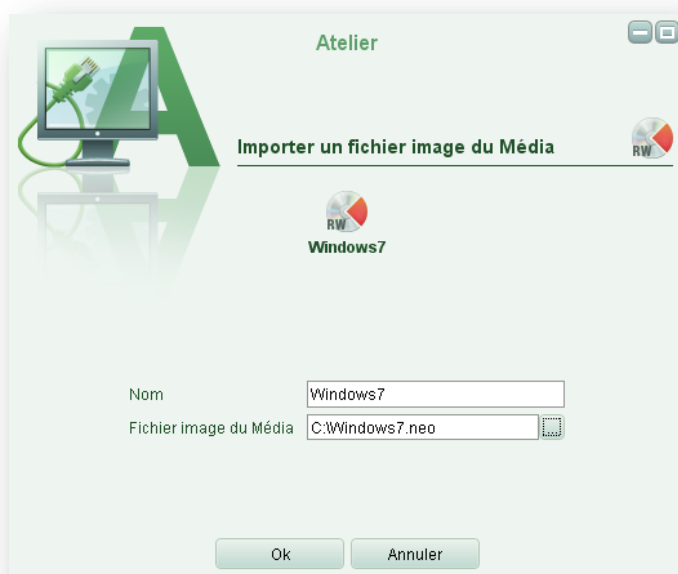 Atelier
Importer un fichier image du Média
RW
RW
Windows7
Nom
Windows7
Fichier image du Média
C:\Windows7.neo
...
Ok
Annuler